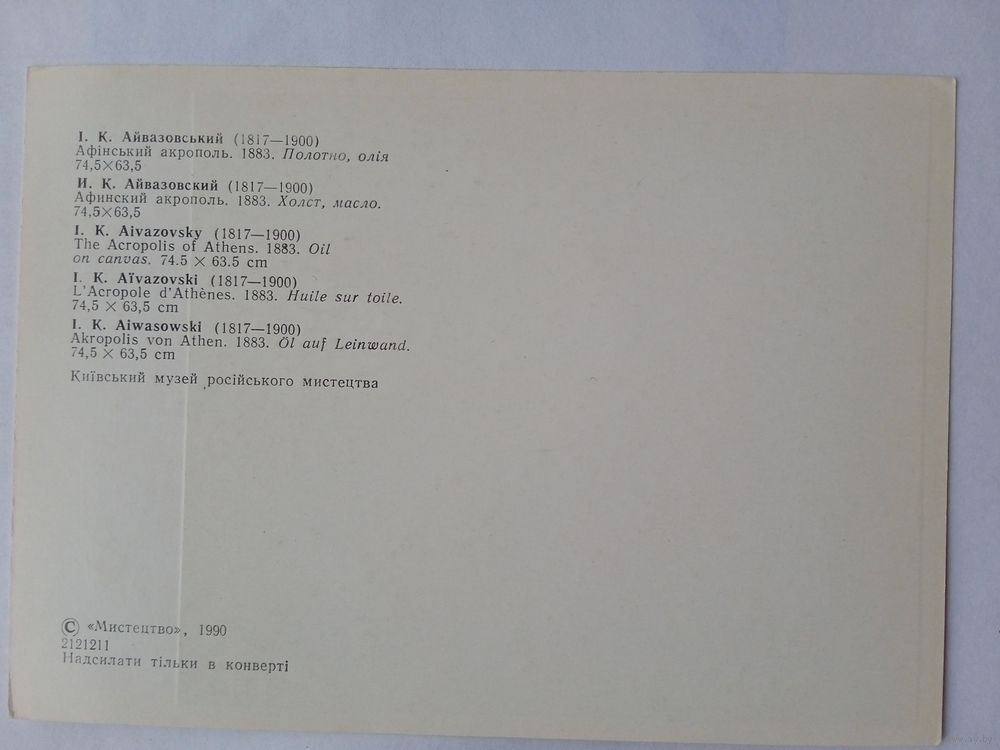 І. К. Айвазовський (1817—1900)
Афінський акрополь. 1883. Полотно, олія
74,5×63,5
И. К. Айвазовский (1817—1900)
Афинский акрополь. 1883. Холст, масло.
74,5×63,5
I. K. Aivazovsky (1817—1900)
The Acropolis of Athens. 1883. Oil
on canvas. 74.5 × 63.5 cm
I. K. Aïvazovski (1817—1900)
L'Acropole d'Athènes. 1883. Huile sur toile.
74,5 × 63,5 cm
I. K. Aiwasowski (1817—1900)
Akropolis von Athen. 1883. Öl auf Leinwand.
74,5 × 63,5 cm
Київський музей російського мистецтва
© «Мистецтво», 1990
2121211
Надсилати тільки в конверті